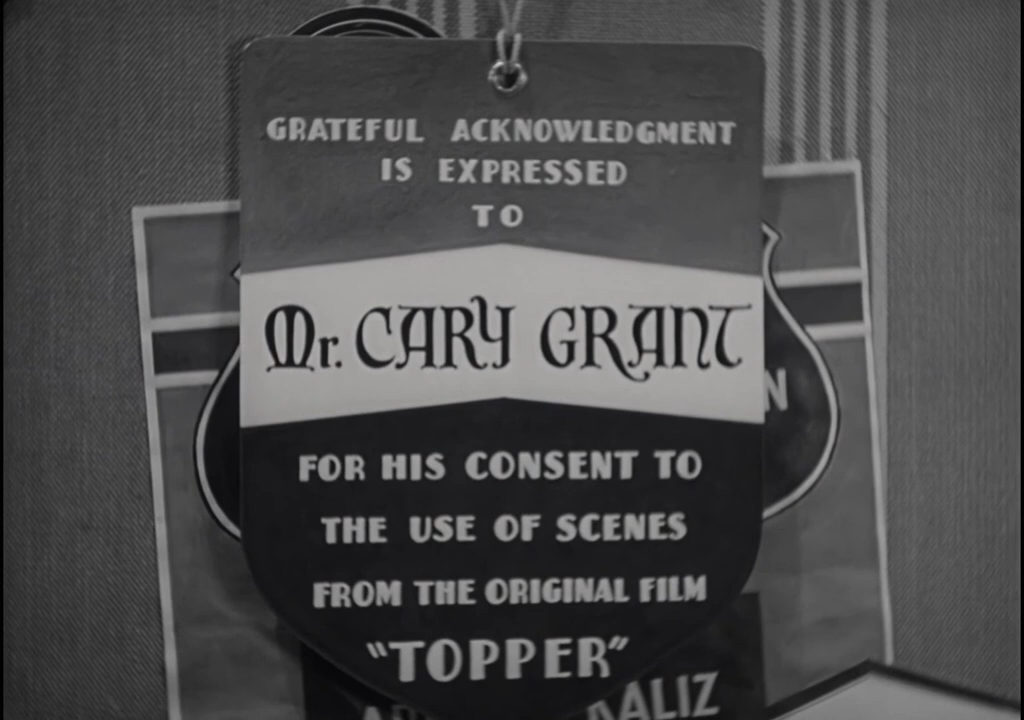 GRATEFUL ACKNOWLEDGMENT
IS EXPRESSED
TO
Mr. CARY GRANT
FOR HIS CONSENT TO
THE USE OF SCENES
FROM THE ORIGINAL FILM
"TOPPER"